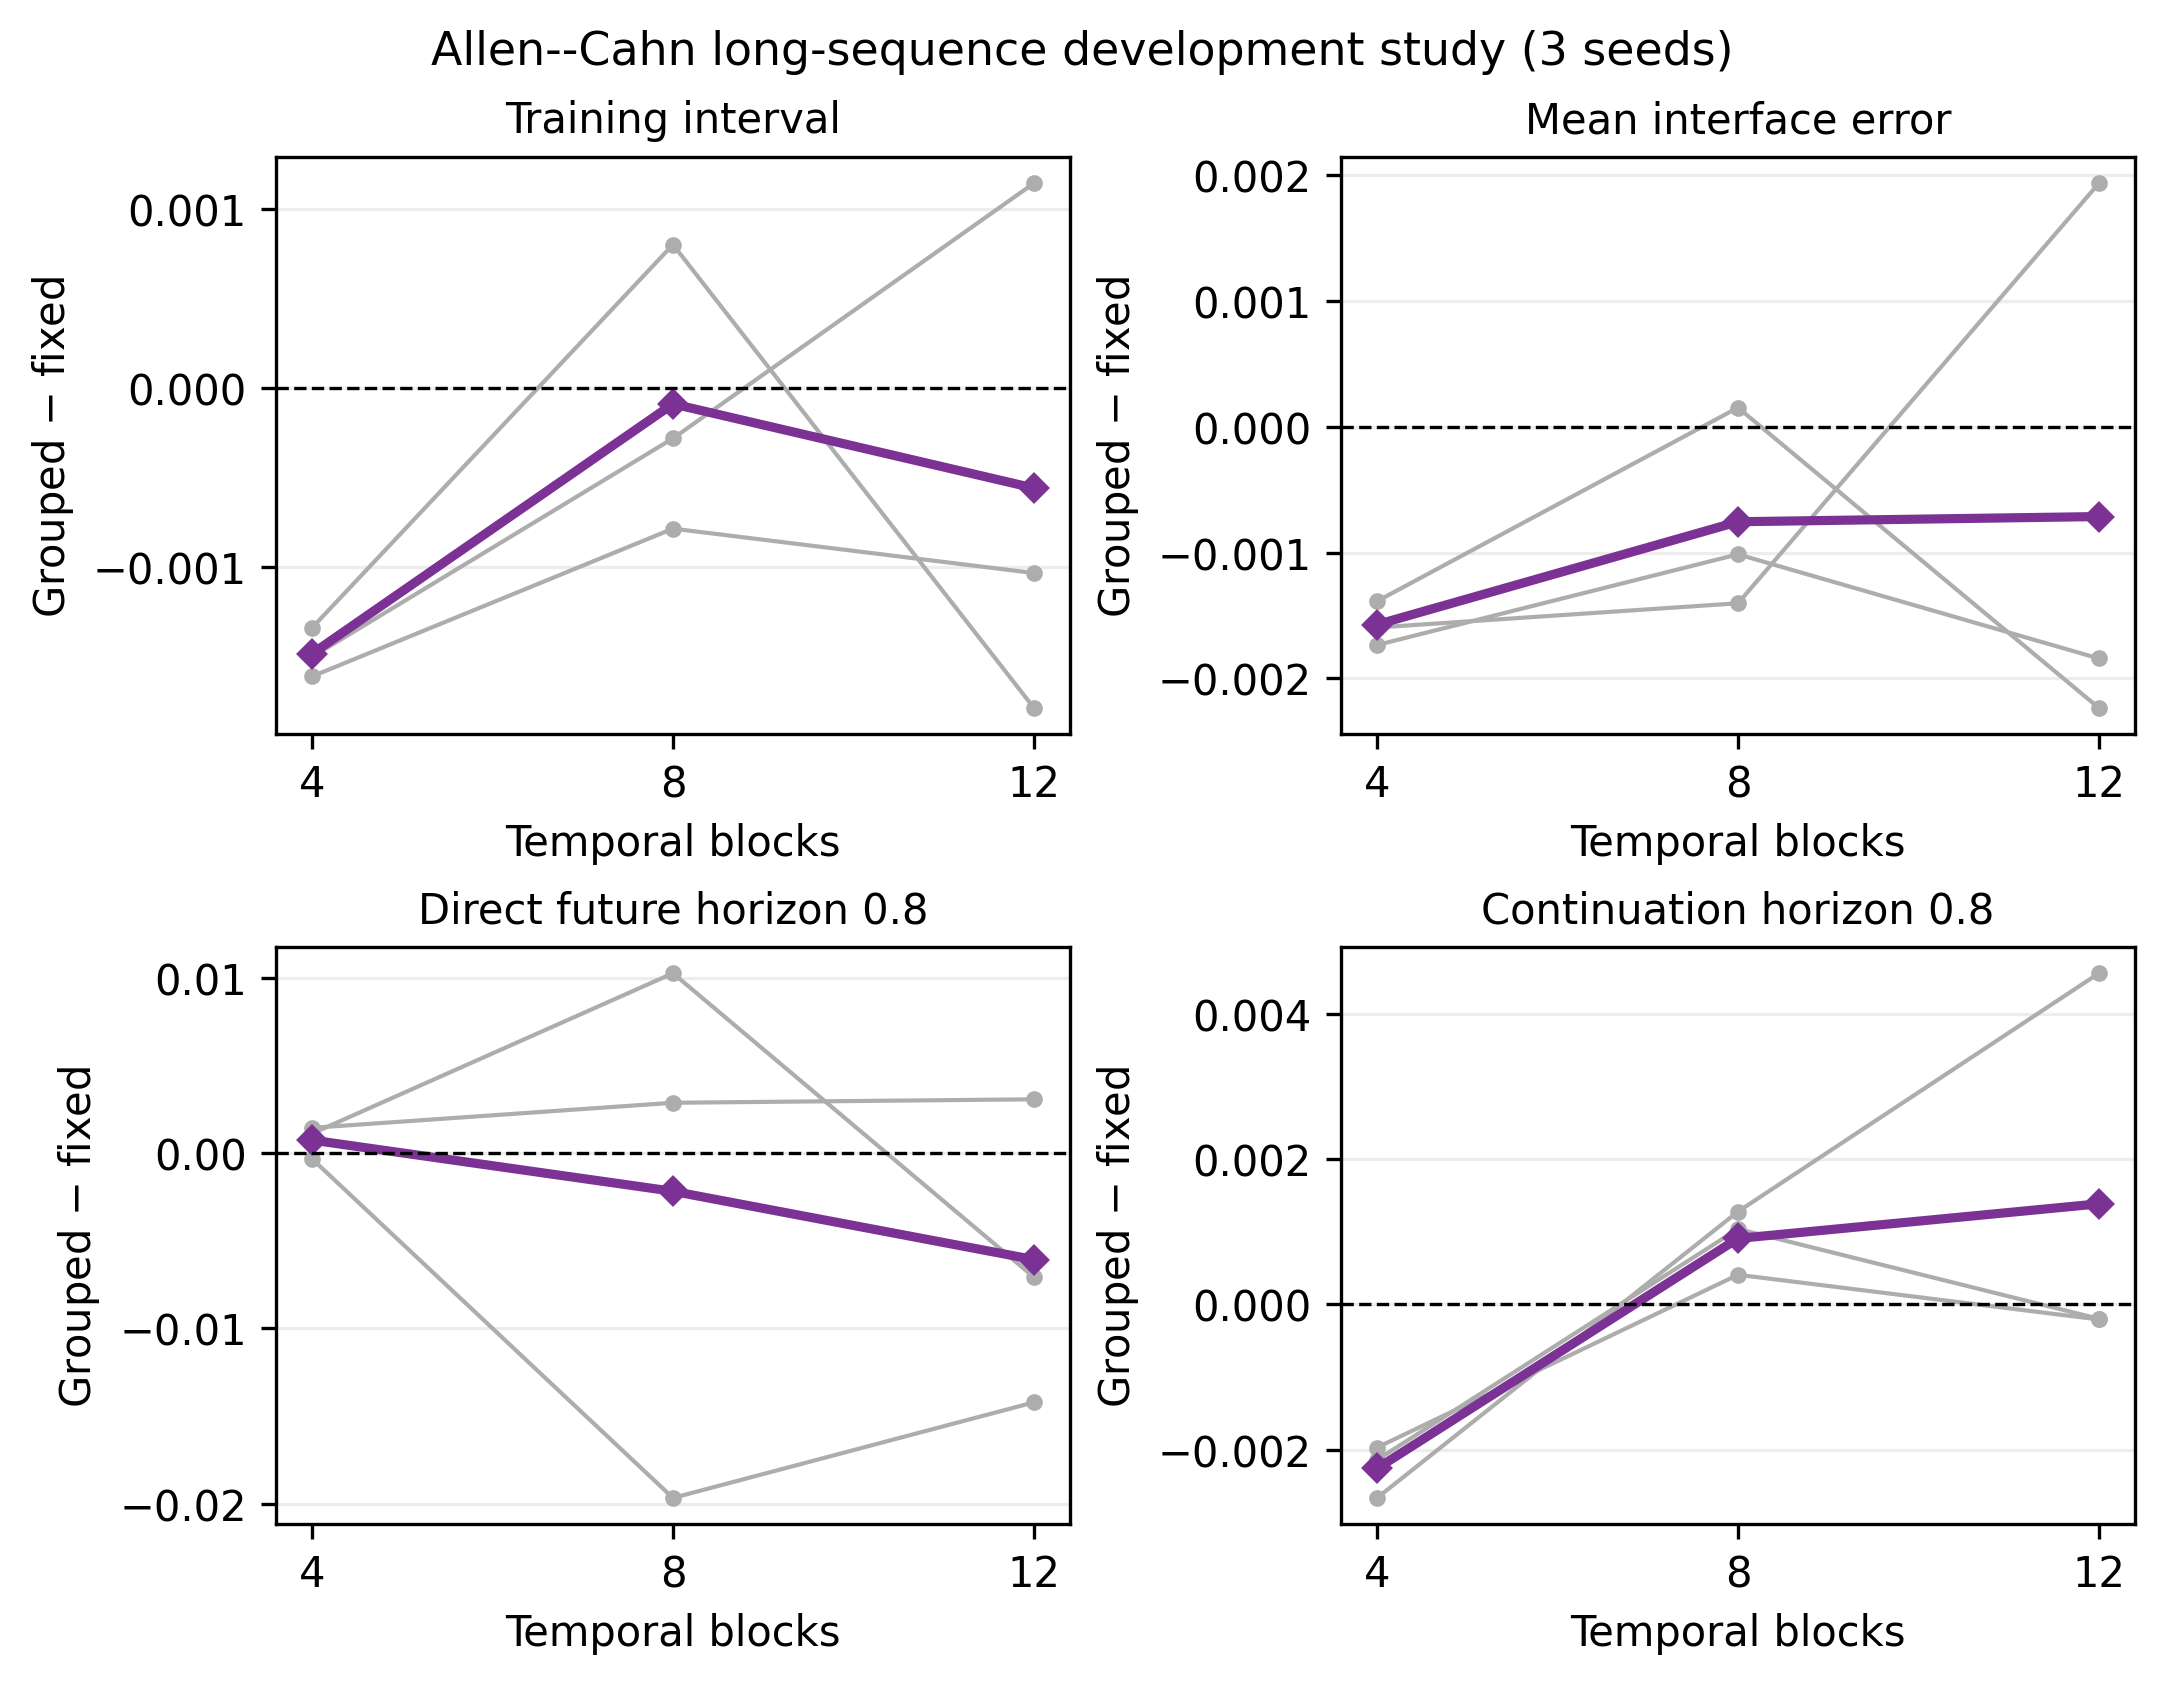 Allen--Cahn long-sequence development study (3 seeds)
Training interval
Grouped − fixed
0.001
0.000
−0.001
4 8 12
Temporal blocks
Mean interface error
Grouped − fixed
0.002
0.001
0.000
−0.001
−0.002
4 8 12
Temporal blocks
Direct future horizon 0.8
Grouped − fixed
0.01
0.00
−0.01
−0.02
4 8 12
Temporal blocks
Continuation horizon 0.8
Grouped − fixed
0.004
0.002
0.000
−0.002
4 8 12
Temporal blocks